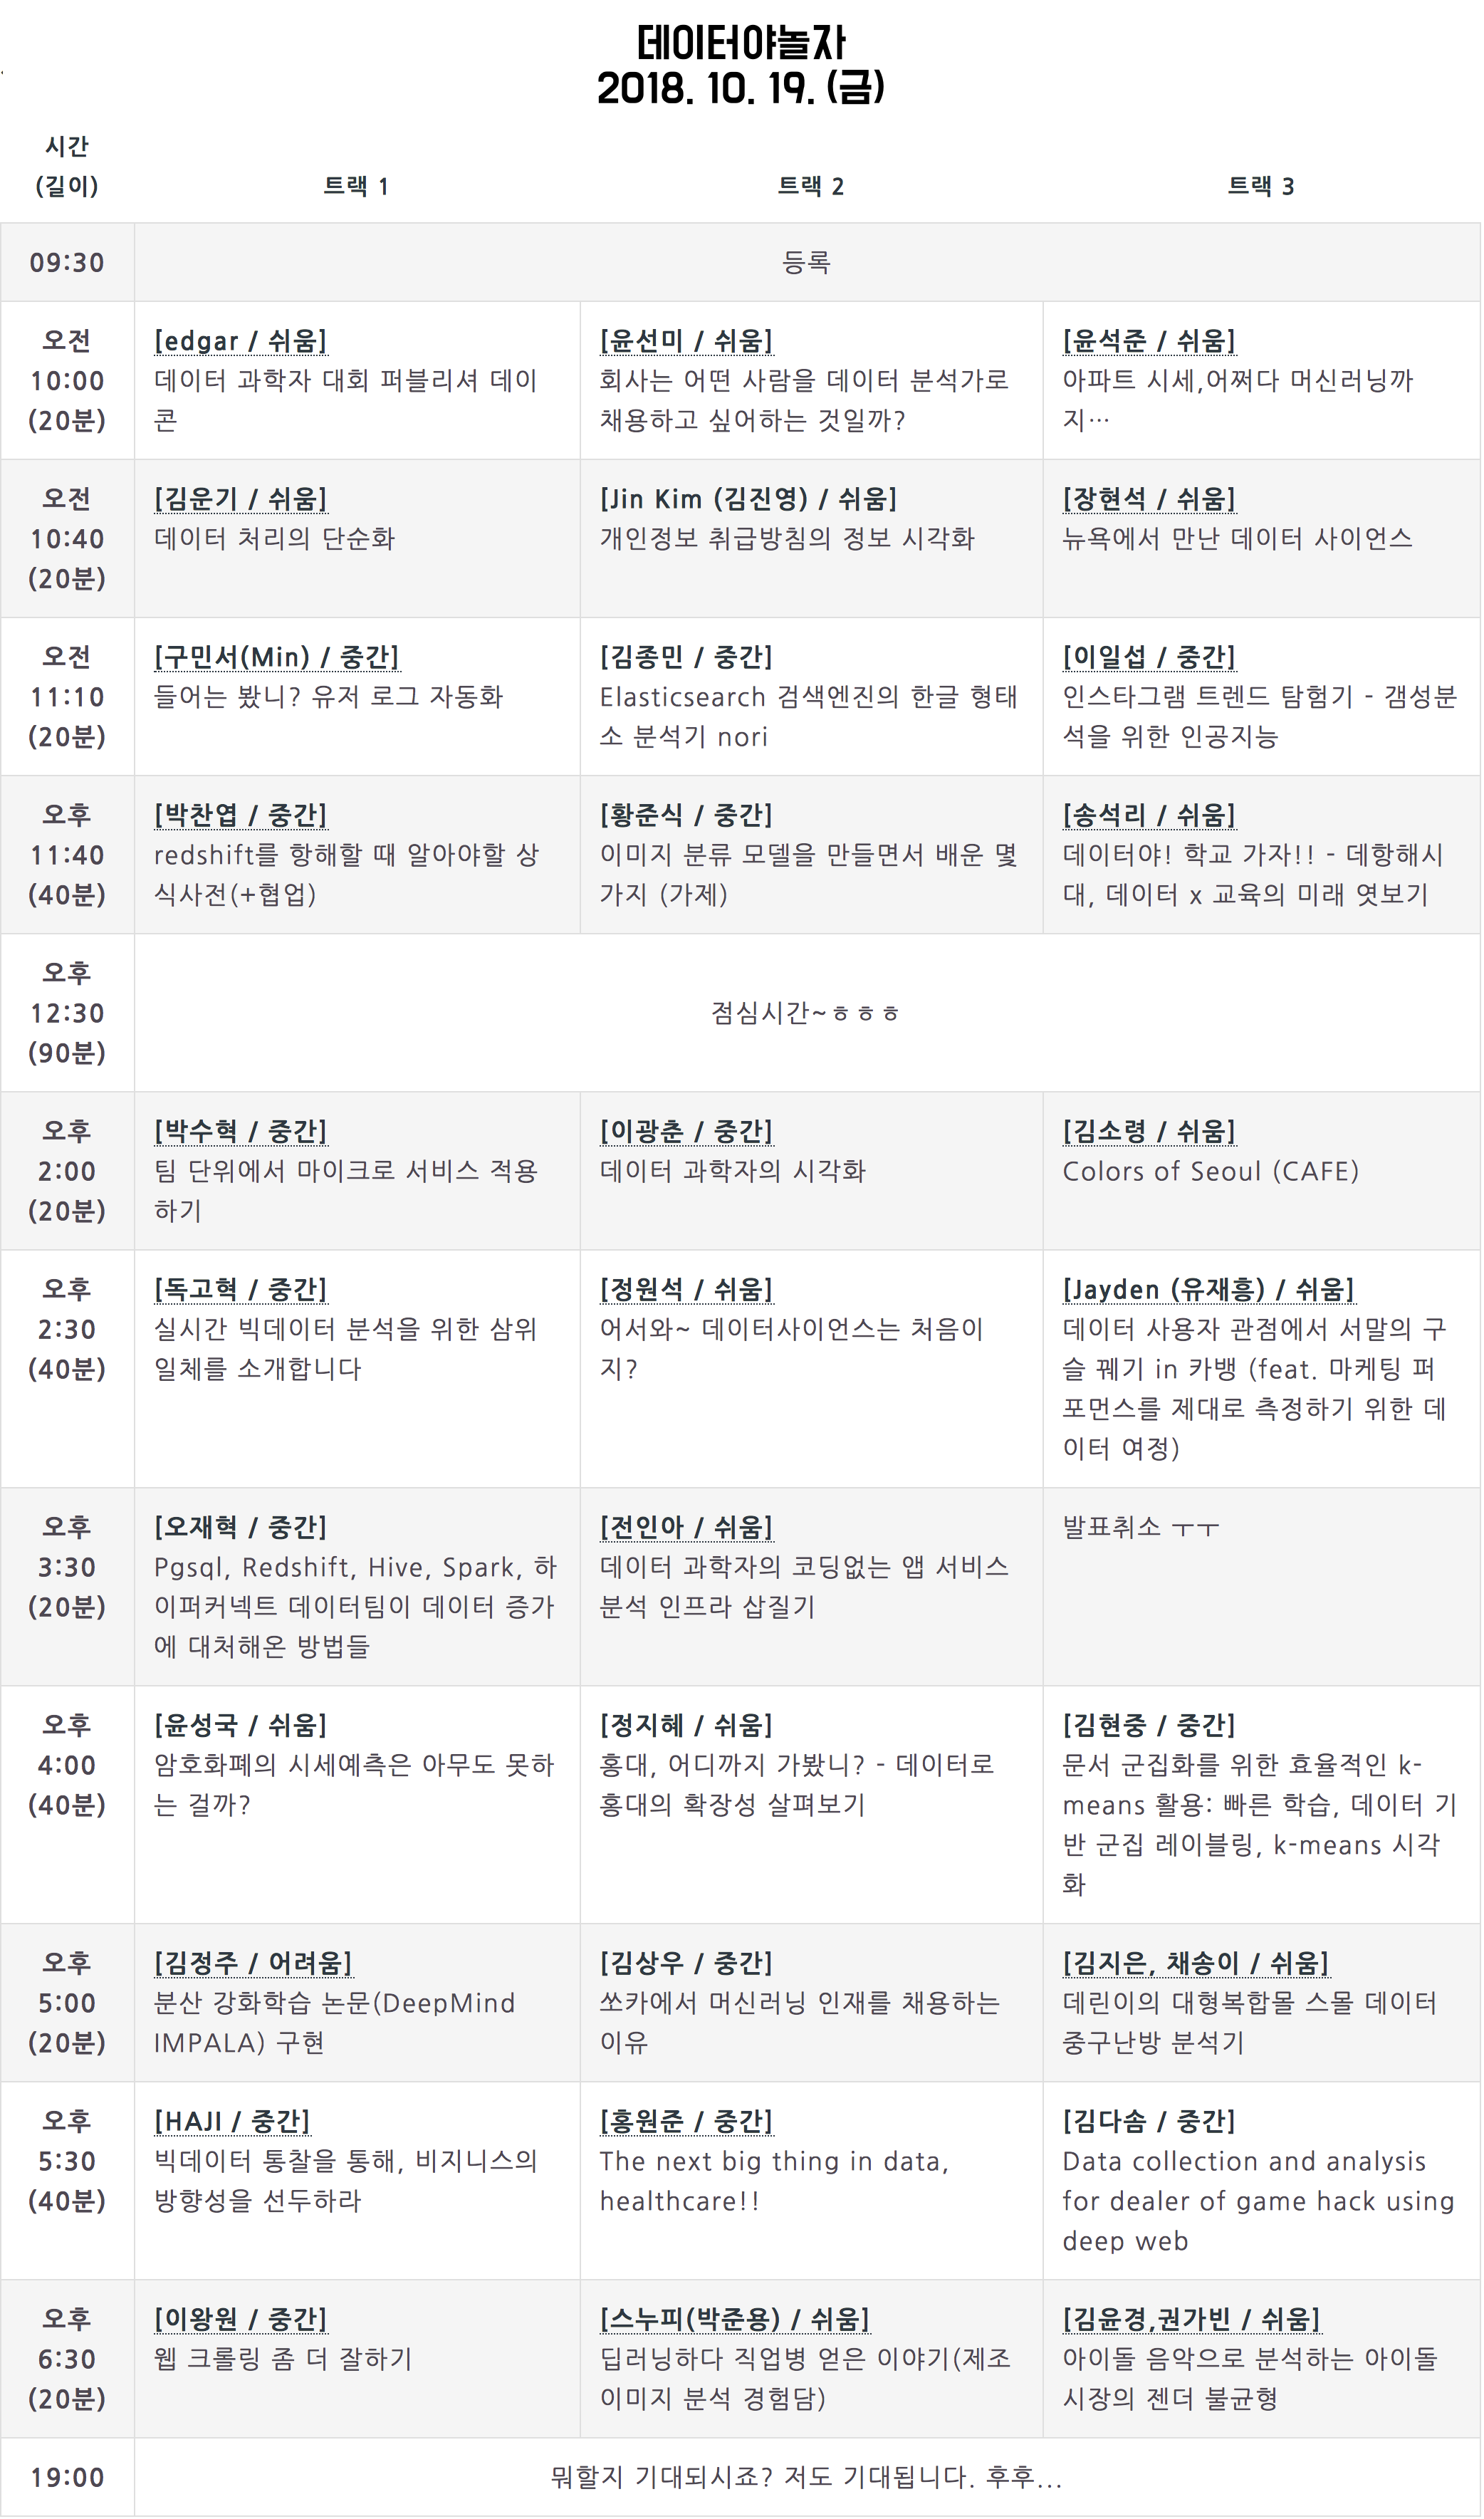 데이터야놀자
2018. 10. 19. (금)
시간
(길이)
트랙 1
트랙 2
트랙 3
09:30
등록
오전
10:00
(20분)
[edgar / 쉬움]
데이터 과학자 대회 퍼블리셔 데이
콘
[윤선미 / 쉬움]
회사는 어떤 사람을 데이터 분석가로
채용하고 싶어하는 것일까?
[윤석준 / 쉬움]
아파트 시세,어쩌다 머신러닝까
지…
오전
10:40
(20분)
[김운기 / 쉬움]
데이터 처리의 단순화
[Jin Kim (김진영) / 쉬움]
개인정보 취급방침의 정보 시각화
[장현석 / 쉬움]
뉴욕에서 만난 데이터 사이언스
오전
11:10
(20분)
[구민서(Min) / 중간]
들어는 봤니? 유저 로그 자동화
[김종민 / 중간]
Elasticsearch 검색엔진의 한글 형태
소 분석기 nori
[이일섭 / 중간]
인스타그램 트렌드 탐험기 - 갬성분
석을 위한 인공지능
오후
11:40
(40분)
[박찬엽 / 중간]
redshift를 항해할 때 알아야할 상
식사전(+협업)
[황준식 / 중간]
이미지 분류 모델을 만들면서 배운 몇
가지 (가제)
[송석리 / 쉬움]
데이터야! 학교 가자!! - 데항해시
대, 데이터 x 교육의 미래 엿보기
오후
12:30
(90분)
점심시간~ㅎㅎㅎ
오후
2:00
(20분)
[박수혁 / 중간]
팀 단위에서 마이크로 서비스 적용
하기
[이광춘 / 중간]
데이터 과학자의 시각화
[김소령 / 쉬움]
Colors of Seoul (CAFE)
오후
2:30
(40분)
[독고혁 / 중간]
실시간 빅데이터 분석을 위한 삼위
일체를 소개합니다
[정원석 / 쉬움]
어서와~ 데이터사이언스는 처음이
지?
[Jayden (유재흥) / 쉬움]
데이터 사용자 관점에서 서말의 구
슬 꿰기 in 카뱅 (feat. 마케팅 퍼
포먼스를 제대로 측정하기 위한 데
이터 여정)
오후
3:30
(20분)
[오재혁 / 중간]
Pgsql, Redshift, Hive, Spark, 하
이퍼커넥트 데이터팀이 데이터 증가
에 대처해온 방법들
[전인아 / 쉬움]
데이터 과학자의 코딩없는 앱 서비스
분석 인프라 삽질기
발표취소 ㅜㅜ
오후
4:00
(40분)
[윤성국 / 쉬움]
암호화폐의 시세예측은 아무도 못하
는 걸까?
[정지혜 / 쉬움]
홍대, 어디까지 가봤니? - 데이터로
홍대의 확장성 살펴보기
[김현중 / 중간]
문서 군집화를 위한 효율적인 k-
means 활용: 빠른 학습, 데이터 기
반 군집 레이블링, k-means 시각
화
오후
5:00
(20분)
[김정주 / 어려움]
분산 강화학습 논문(DeepMind
IMPALA) 구현
[김상우 / 중간]
쏘카에서 머신러닝 인재를 채용하는
이유
[김지은, 채송이 / 쉬움]
데린이의 대형복합몰 스몰 데이터
중구난방 분석기
오후
5:30
(40분)
[HAJI / 중간]
빅데이터 통찰을 통해, 비지니스의
방향성을 선두하라
[홍원준 / 중간]
The next big thing in data,
healthcare!!
[김다솜 / 중간]
Data collection and analysis
for dealer of game hack using
deep web
오후
6:30
(20분)
[이왕원 / 중간]
웹 크롤링 좀 더 잘하기
[스누피(박준용) / 쉬움]
딥러닝하다 직업병 얻은 이야기(제조
이미지 분석 경험담)
[김윤경,권가빈 / 쉬움]
아이돌 음악으로 분석하는 아이돌
시장의 젠더 불균형
19:00
뭐할지 기대되시죠? 저도 기대됩니다. 후후...